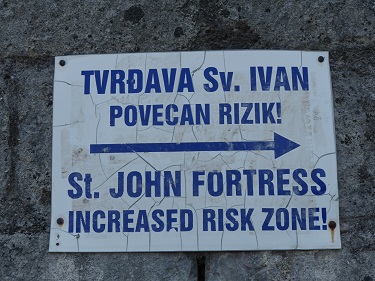 TVRĐAVA Sv. IVAN
POVECAN RIZIK!
St. JOHN FORTRESS
INCREASED RISK ZONE!